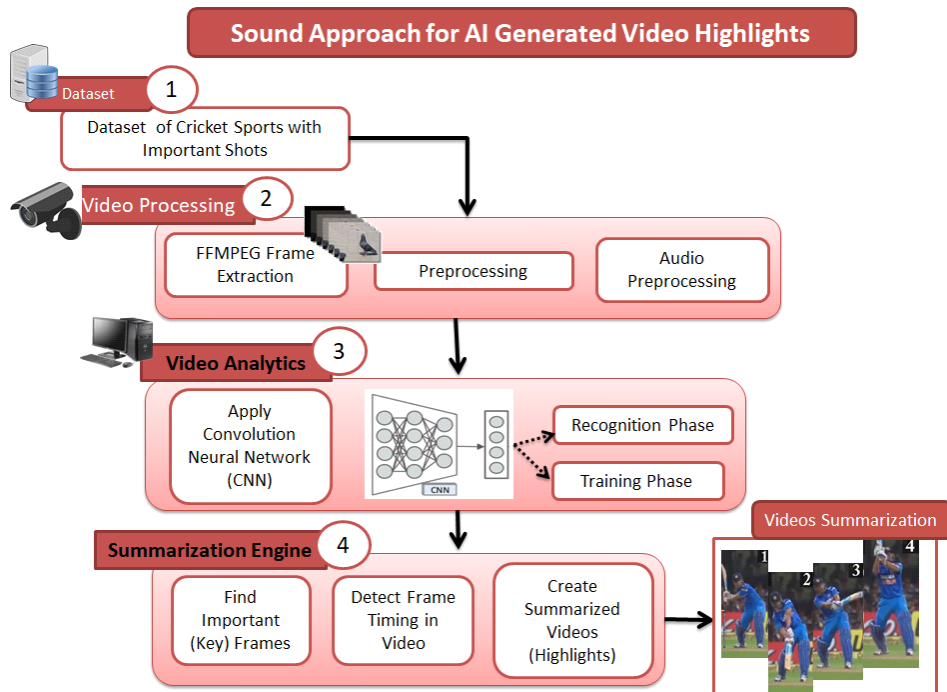 Sound Approach for AI Generated Video Highlights
Dataset
1
Dataset of Cricket Sports with
Important Shots
Video Processing
2
FFMPEG Frame
Extraction
Preprocessing
Audio
Preprocessing
Video Analytics
3
Apply
Convolution
Neural Network
(CNN)
CNN
Recognition Phase
Training Phase
Summarization Engine
4
Find
Important
(Key) Frames
Detect Frame
Timing in
Video
Create
Summarized
Videos
(Highlights)
Videos Summarization
1
2
3
4